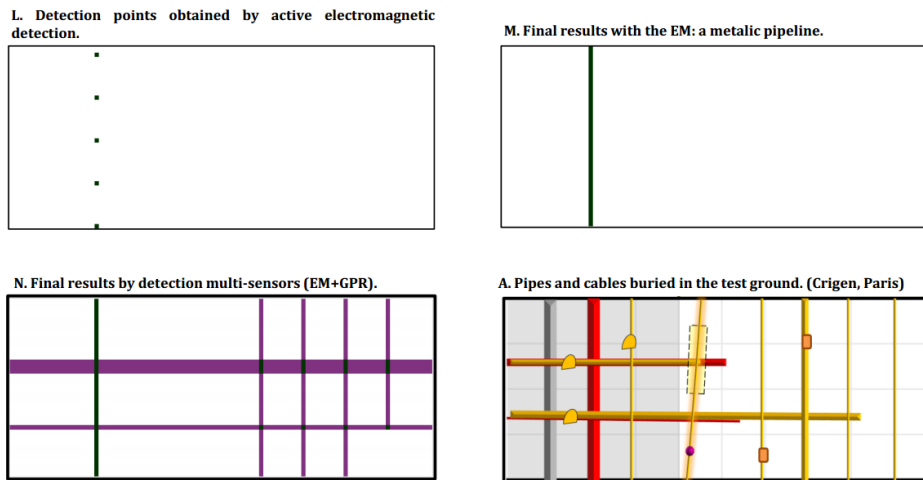 L. Detection points obtained by active electromagnetic
detection.
M. Final results with the EM: a metalic pipeline.
N. Final results by detection multi-sensors (EM+GPR).
A. Pipes and cables buried in the test ground. (Crigen, Paris)